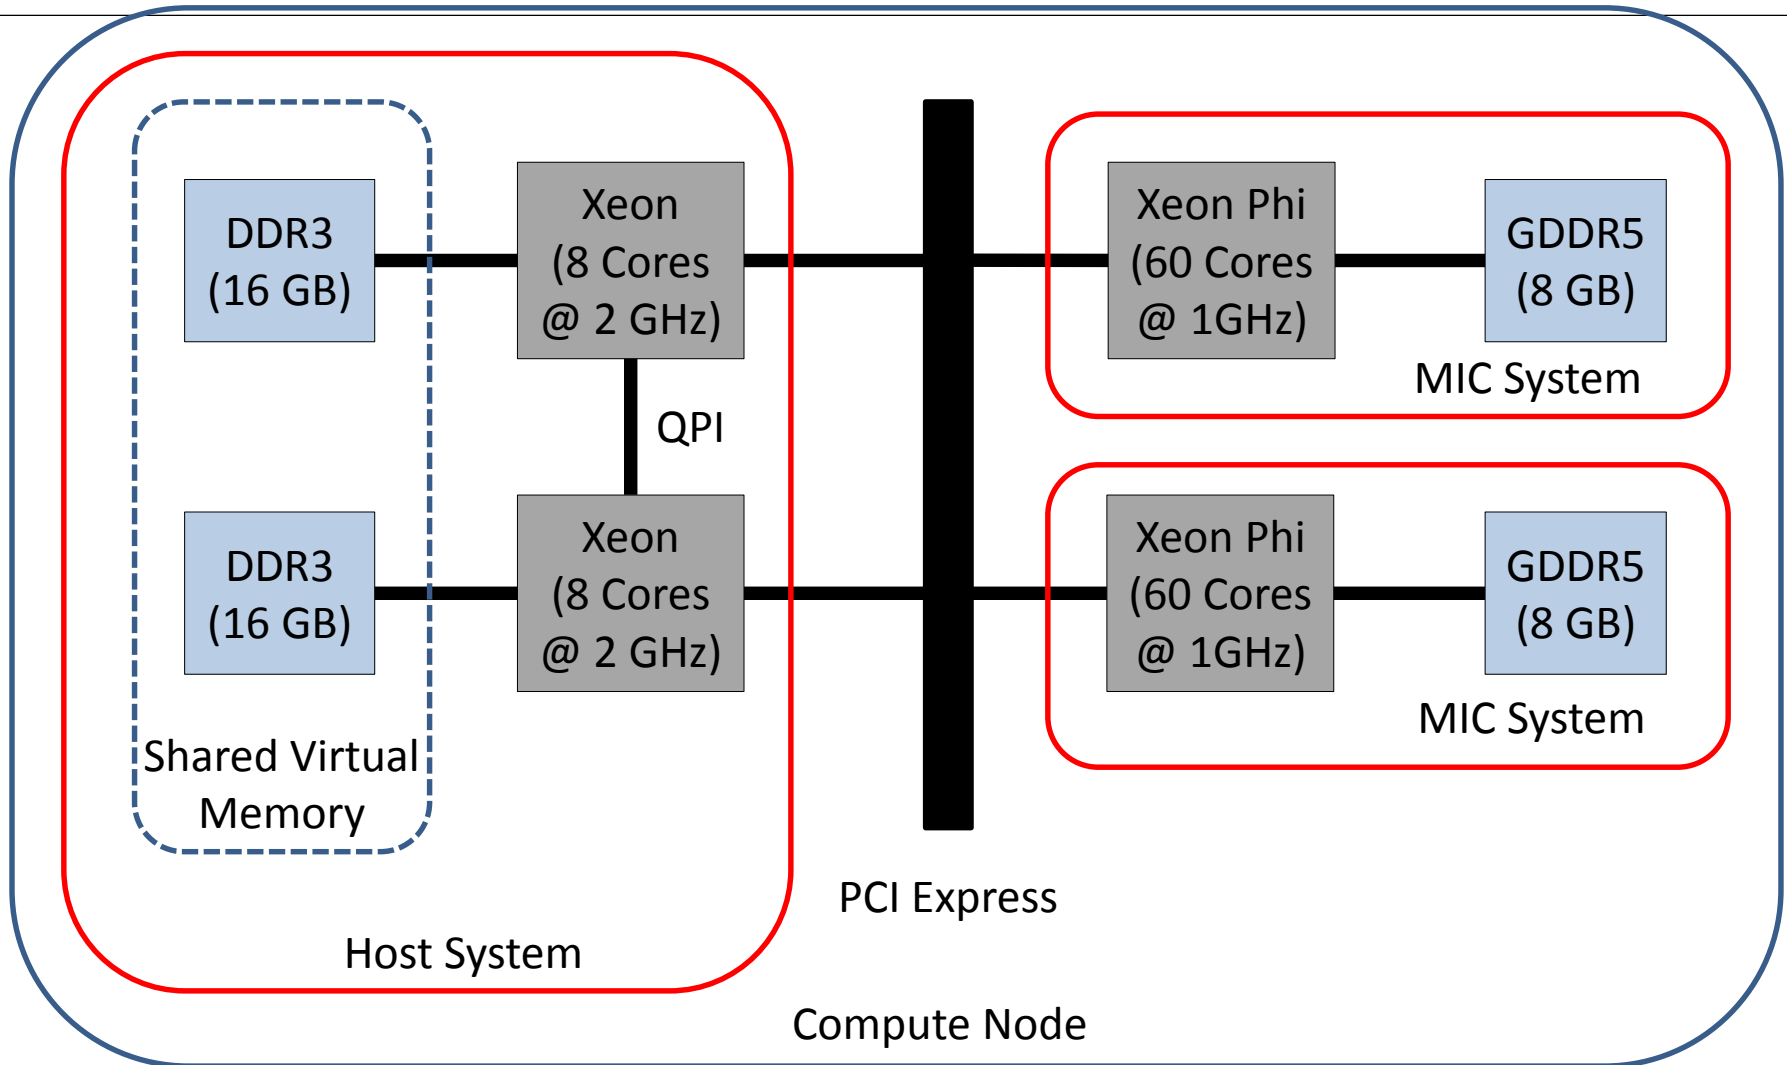 DDR3
(16 GB)
Xeon
(8 Cores
@ 2 GHz)
Xeon Phi
(60 Cores
@ 1GHz)
GDDR5
(8 GB)
MIC System
QPI
DDR3
(16 GB)
Xeon
(8 Cores
@ 2 GHz)
Xeon Phi
(60 Cores
@ 1GHz)
GDDR5
(8 GB)
MIC System
Shared Virtual
Memory
PCI Express
Host System
Compute Node